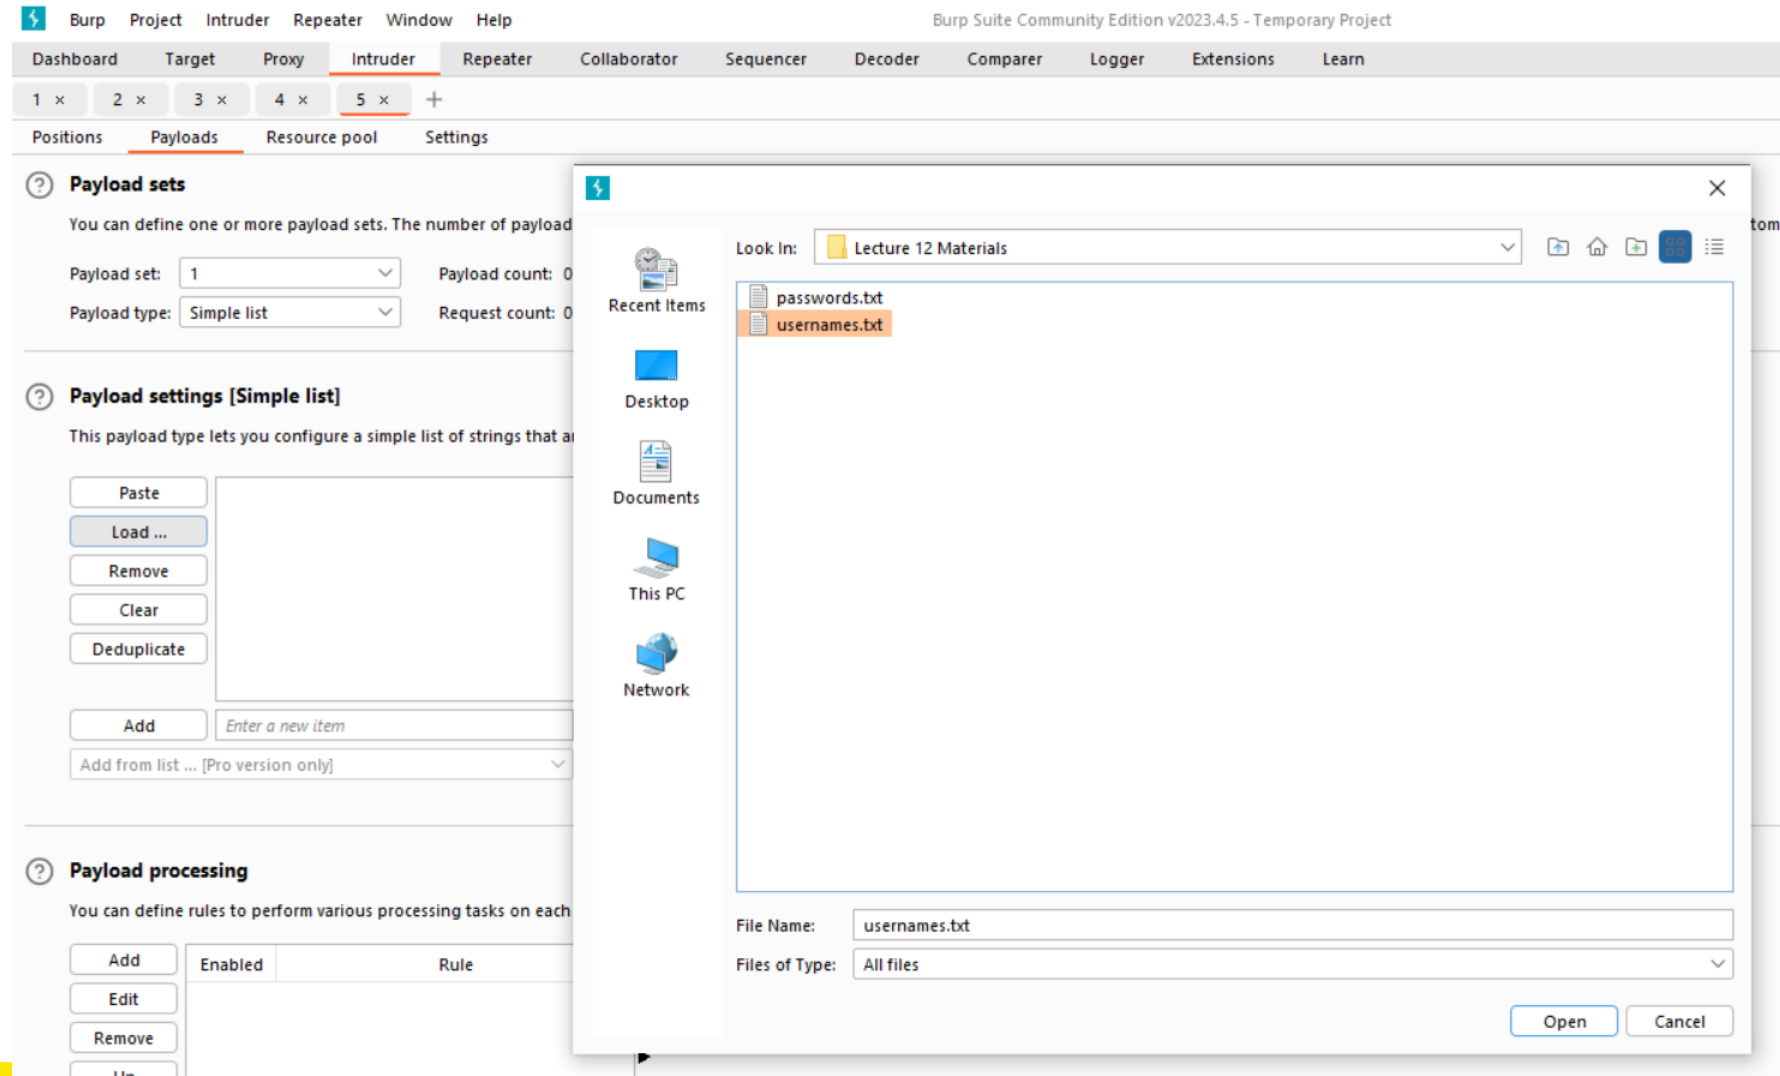 Burp Project Intruder Repeater Window Help Burp Suite Community Edition v2023.4.5 - Temporary Project
Dashboard Target Proxy Intruder Repeater Collaborator Sequencer Decoder Comparer Logger Extensions Learn
1 × 2 × 3 × 4 × 5 × +
Positions Payloads Resource pool Settings
? Payload sets
You can define one or more payload sets. The number of payload
tom
Payload set: 1 Payload count: 0
Payload type: Simple list Request count: 0
? Payload settings [Simple list]
This payload type lets you configure a simple list of strings that
Paste
Load ...
Remove
Clear
Deduplicate
Add Enter a new item
Add from list ... [Pro version only]
? Payload processing
You can define rules to perform various processing tasks on each
Add Enabled Rule
Edit
Remove
Up
Look In: Lecture 12 Materials
Recent Items
Desktop
Documents
This PC
Network
passwords.txt
usernames.txt
File Name: usernames.txt
Files of Type: All files
Open Cancel